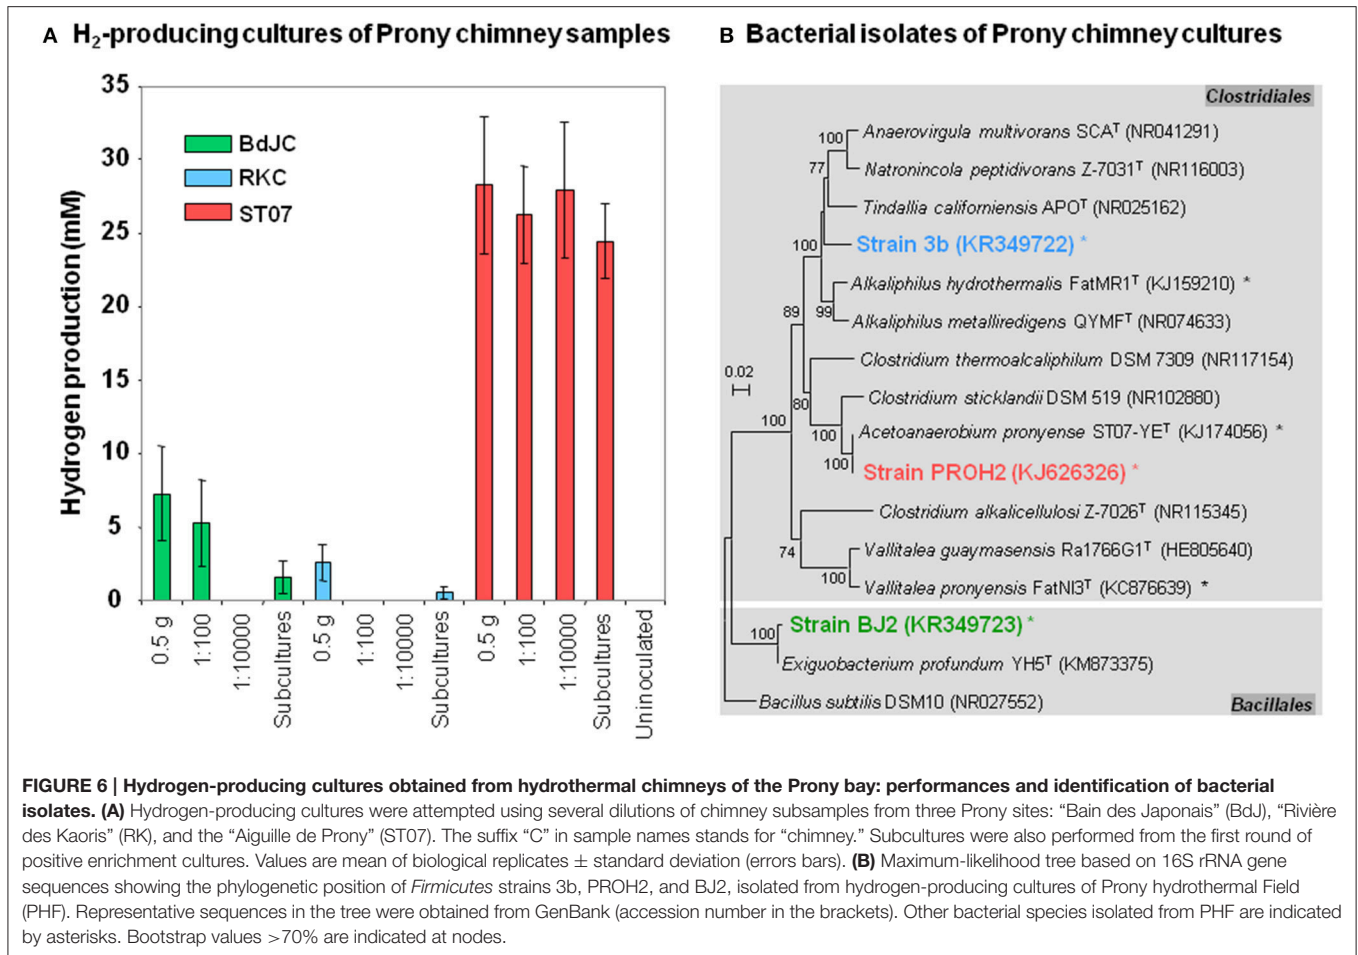 A H2-producing cultures of Prony chimney samples
35
30
25
20
15
10
5
0
Hydrogen production (mM)
BdJC
RKC
ST07
0.5 g
1:100
1:10000
Subcultures
0.5 g
1:100
1:10000
Subcultures
0.5 g
1:100
1:10000
Subcultures
Uninoculated
B Bacterial isolates of Prony chimney cultures
Clostridiales
Anaerovirgula multivorans SCAT (NR041291)
Natronincola peptidivorans Z-7031T (NR116003)
Tindallia californiensis APOT (NR025162)
Strain 3b (KR349722) *
Alkaliphilus hydrothermalis FatMR1T (KJ159210) *
Alkaliphilus metalliredigens QYMFT (NR074633)
Clostridium thermoalcaliphilum DSM 7309 (NR117154)
Clostridium sticklandii DSM 519 (NR102880)
Acetoanaerobium pronyense ST07-YET (KJ174056) *
Strain PROH2 (KJ626326) *
Clostridium alkalicellulosi Z-7026T (NR115345)
Vallitalea guaymasensis Ra1766G1T (HE805640)
Vallitalea pronyensis FatNI3T (KC876639) *
Strain BJ2 (KR349723) *
Exiguobacterium profundum YH5T (KM873375)
Bacillus subtilis DSM10 (NR027552)
Bacillales
100
77
100
89
99
0.02
80
100
100
100
74
100
100
FIGURE 6 | Hydrogen-producing cultures obtained from hydrothermal chimneys of the Prony bay: performances and identification of bacterial
isolates. (A) Hydrogen-producing cultures were attempted using several dilutions of chimney subsamples from three Prony sites: “Bain des Japonais” (BdJ), “Rivière
des Kaoris” (RK), and the “Aiguille de Prony” (ST07). The suffix “C” in sample names stands for “chimney.” Subcultures were also performed from the first round of
positive enrichment cultures. Values are mean of biological replicates ± standard deviation (errors bars). (B) Maximum-likelihood tree based on 16S rRNA gene
sequences showing the phylogenetic position of Firmicutes strains 3b, PROH2, and BJ2, isolated from hydrogen-producing cultures of Prony hydrothermal Field
(PHF). Representative sequences in the tree were obtained from GenBank (accession number in the brackets). Other bacterial species isolated from PHF are indicated
by asterisks. Bootstrap values >70% are indicated at nodes.